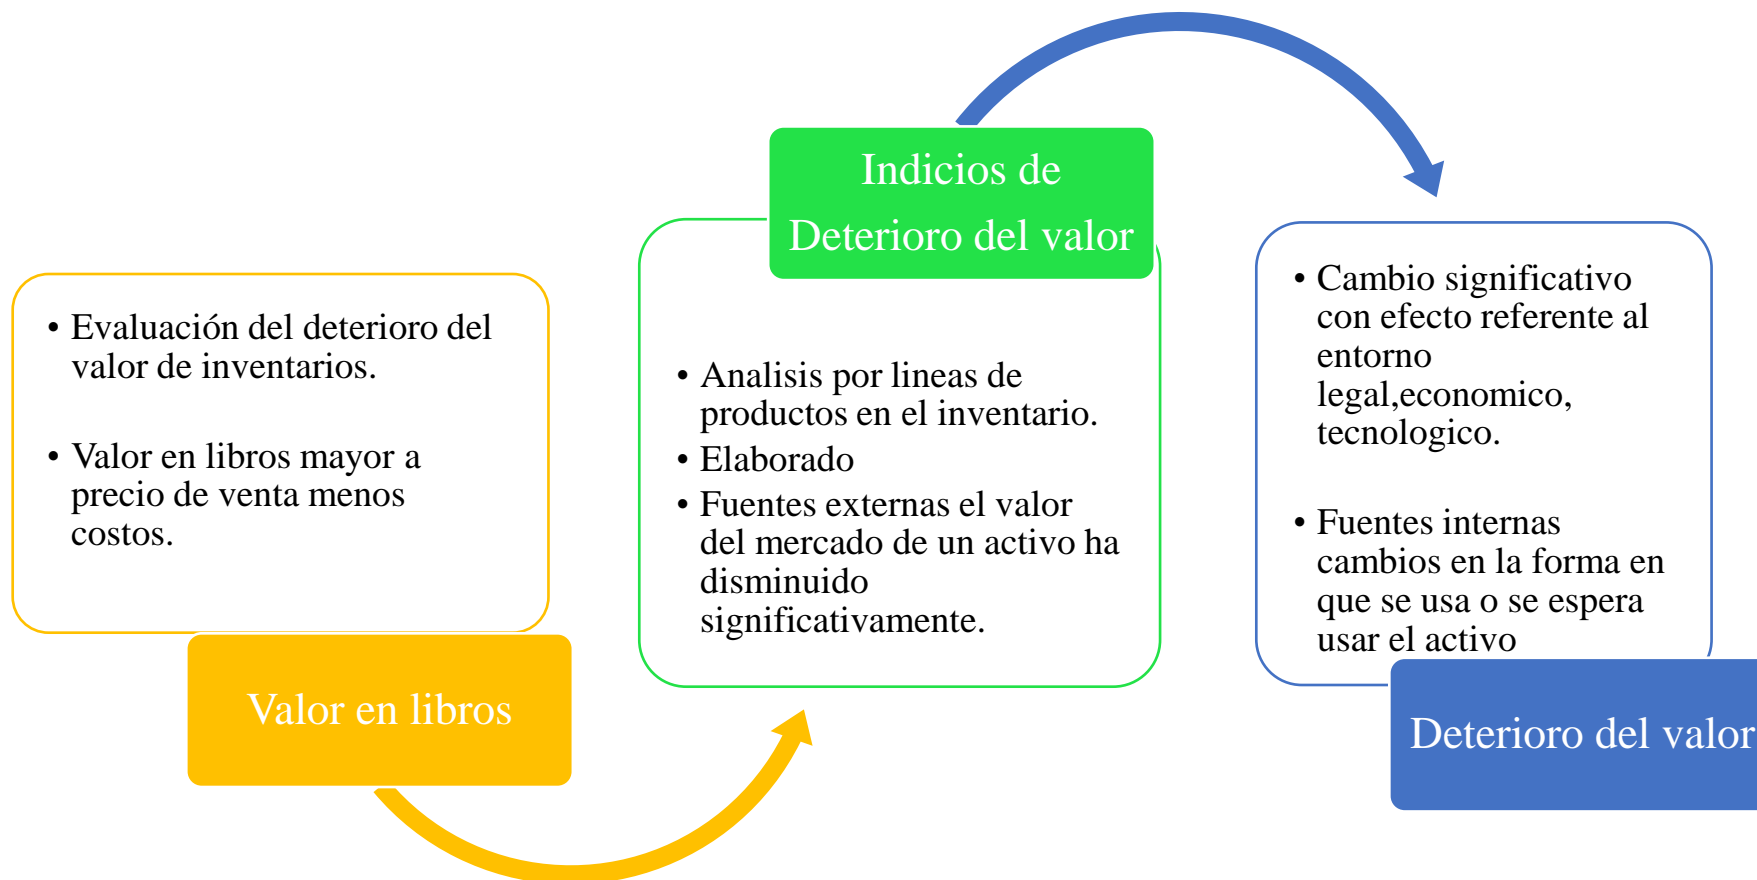 • Evaluación del deterioro del
valor de inventarios.
• Valor en libros mayor a
precio de venta menos
costos.
Valor en libros
Indicios de
Deterioro del valor
• Analisis por lineas de
productos en el inventario.
• Elaborado
• Fuentes externas el valor
del mercado de un activo ha
disminuido
significativamente.
• Cambio significativo
con efecto referente al
entorno
legal,economico,
tecnologico.
• Fuentes internas
cambios en la forma en
que se usa o se espera
usar el activo
Deterioro del valor